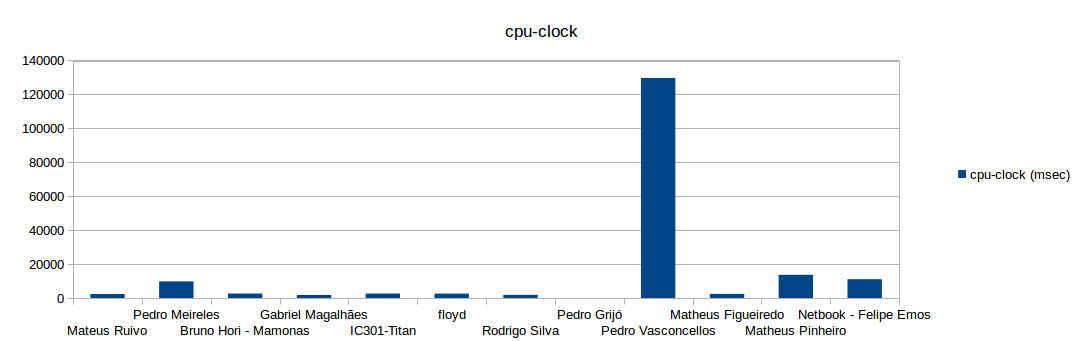 cpu-clock
140000
120000
100000
80000
60000
40000
20000
0
cpu-clock (msec)
Pedro Meireles Gabriel Magalhães floyd Pedro Grijó Matheus Figueiredo Netbook - Felipe Emos
Mateus Ruivo Bruno Hori - Mamonas IC301-Titan Rodrigo Silva Pedro Vasconcellos Matheus Pinheiro